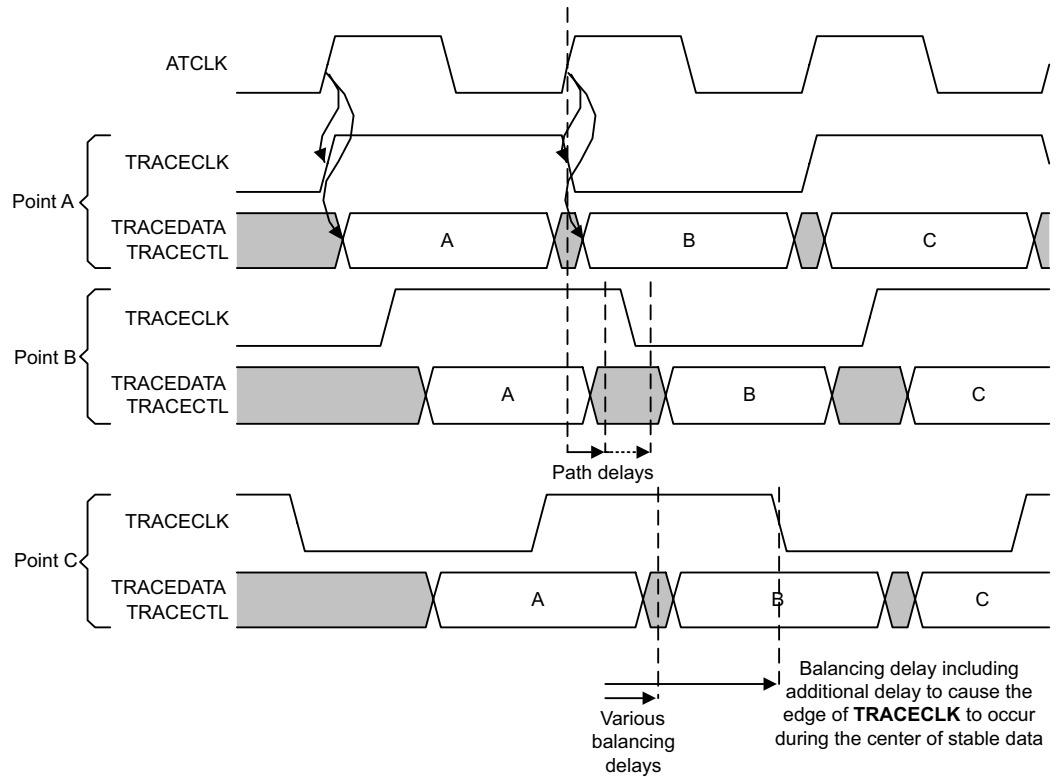 ATCLK
Point A
TRACECLK
TRACEDATA
TRACECTL
A
B
C
Point B
TRACECLK
TRACEDATA
TRACECTL
A
B
C
Path delays
Point C
TRACECLK
TRACEDATA
TRACECTL
A
B
C
Various
balancing
delays
Balancing delay including
additional delay to cause the
edge of TRACECLK to occur
during the center of stable data